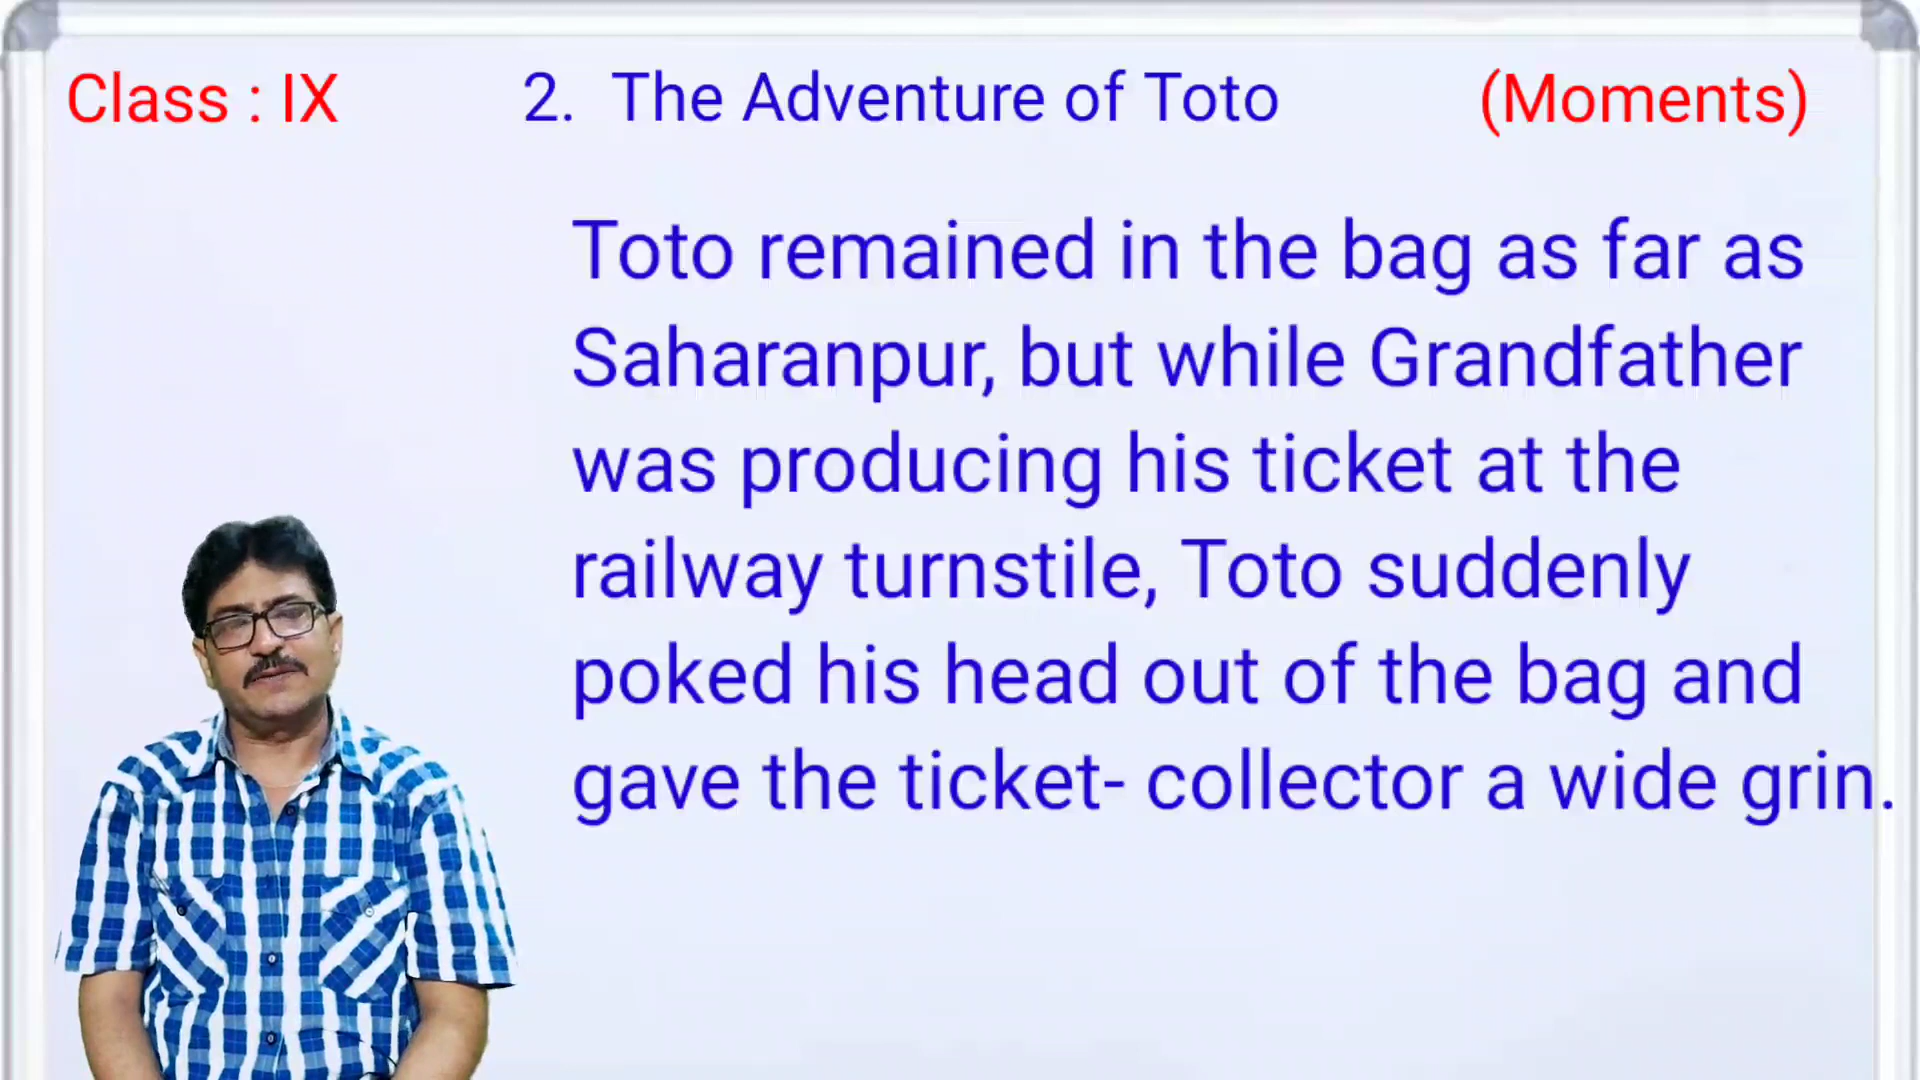 Class : IX 2. The Adventure of Toto (Moments)
Toto remained in the bag as far as
Saharanpur, but while Grandfather
was producing his ticket at the
railway turnstile, Toto suddenly
poked his head out of the bag and
gave the ticket- collector a wide grin.